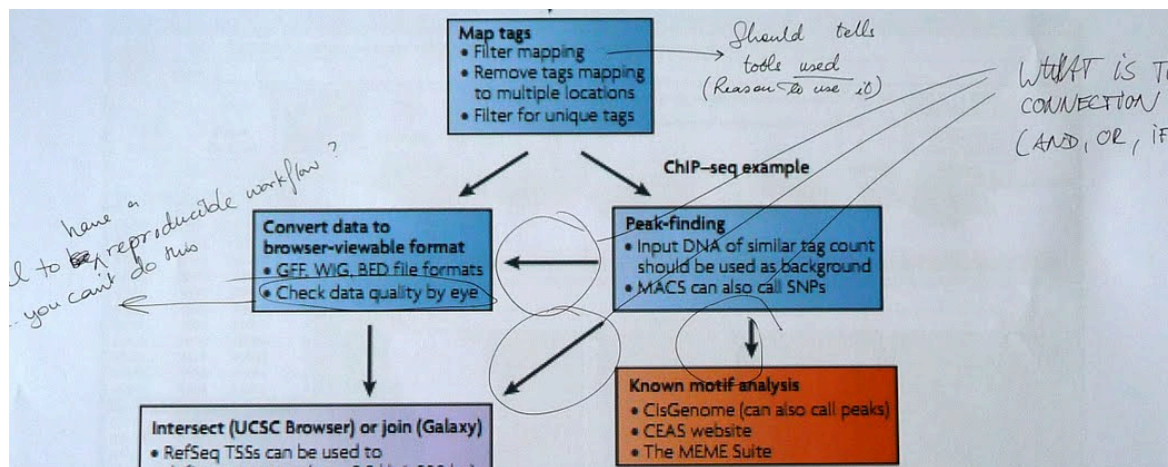 Map tags
• Filter mapping
• Remove tags mapping
to multiple locations
• Filter for unique tags
Should tells
tools used
(Reason to use it)
WHAT IS
CONNECTION
(AND, OR, IF
ChIP–seq example
have a
to reproducible workflow?
you can't do this
Convert data to
browser-viewable format
• GFF, WIG, BED file formats
• Check data quality by eye
Peak-finding
• Input DNA of similar tag count
should be used as background
• MACS can also call SNPs
Intersect (UCSC Browser) or join (Galaxy)
• RefSeq TSSs can be used to
Known motif analysis
• CisGenome (can also call peaks)
• CEAS website
• The MEME Suite